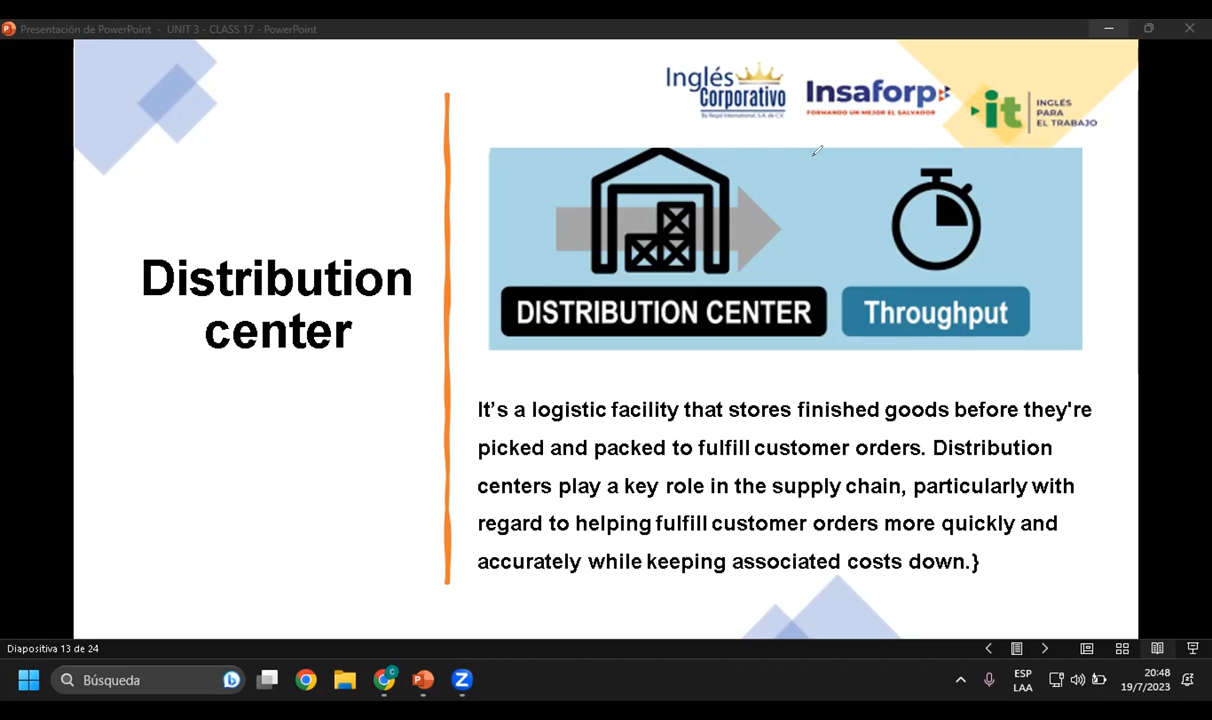 Presentación de PowerPoint - UNIT 3 - CLASS 17 - PowerPoint
Inglés
Corporativo
By Regal International, S.A. de C.V.
Insaforp
FORMANDO UN MEJOR EL SALVADOR
it
INGLÉS
PARA
EL TRABAJO
Distribution
center
DISTRIBUTION CENTER
Throughput
It’s a logistic facility that stores finished goods before they're
picked and packed to fulfill customer orders. Distribution
centers play a key role in the supply chain, particularly with
regard to helping fulfill customer orders more quickly and
accurately while keeping associated costs down.}
Diapositiva 13 de 24
Búsqueda
ESP
LAA
20:48
19/7/2023